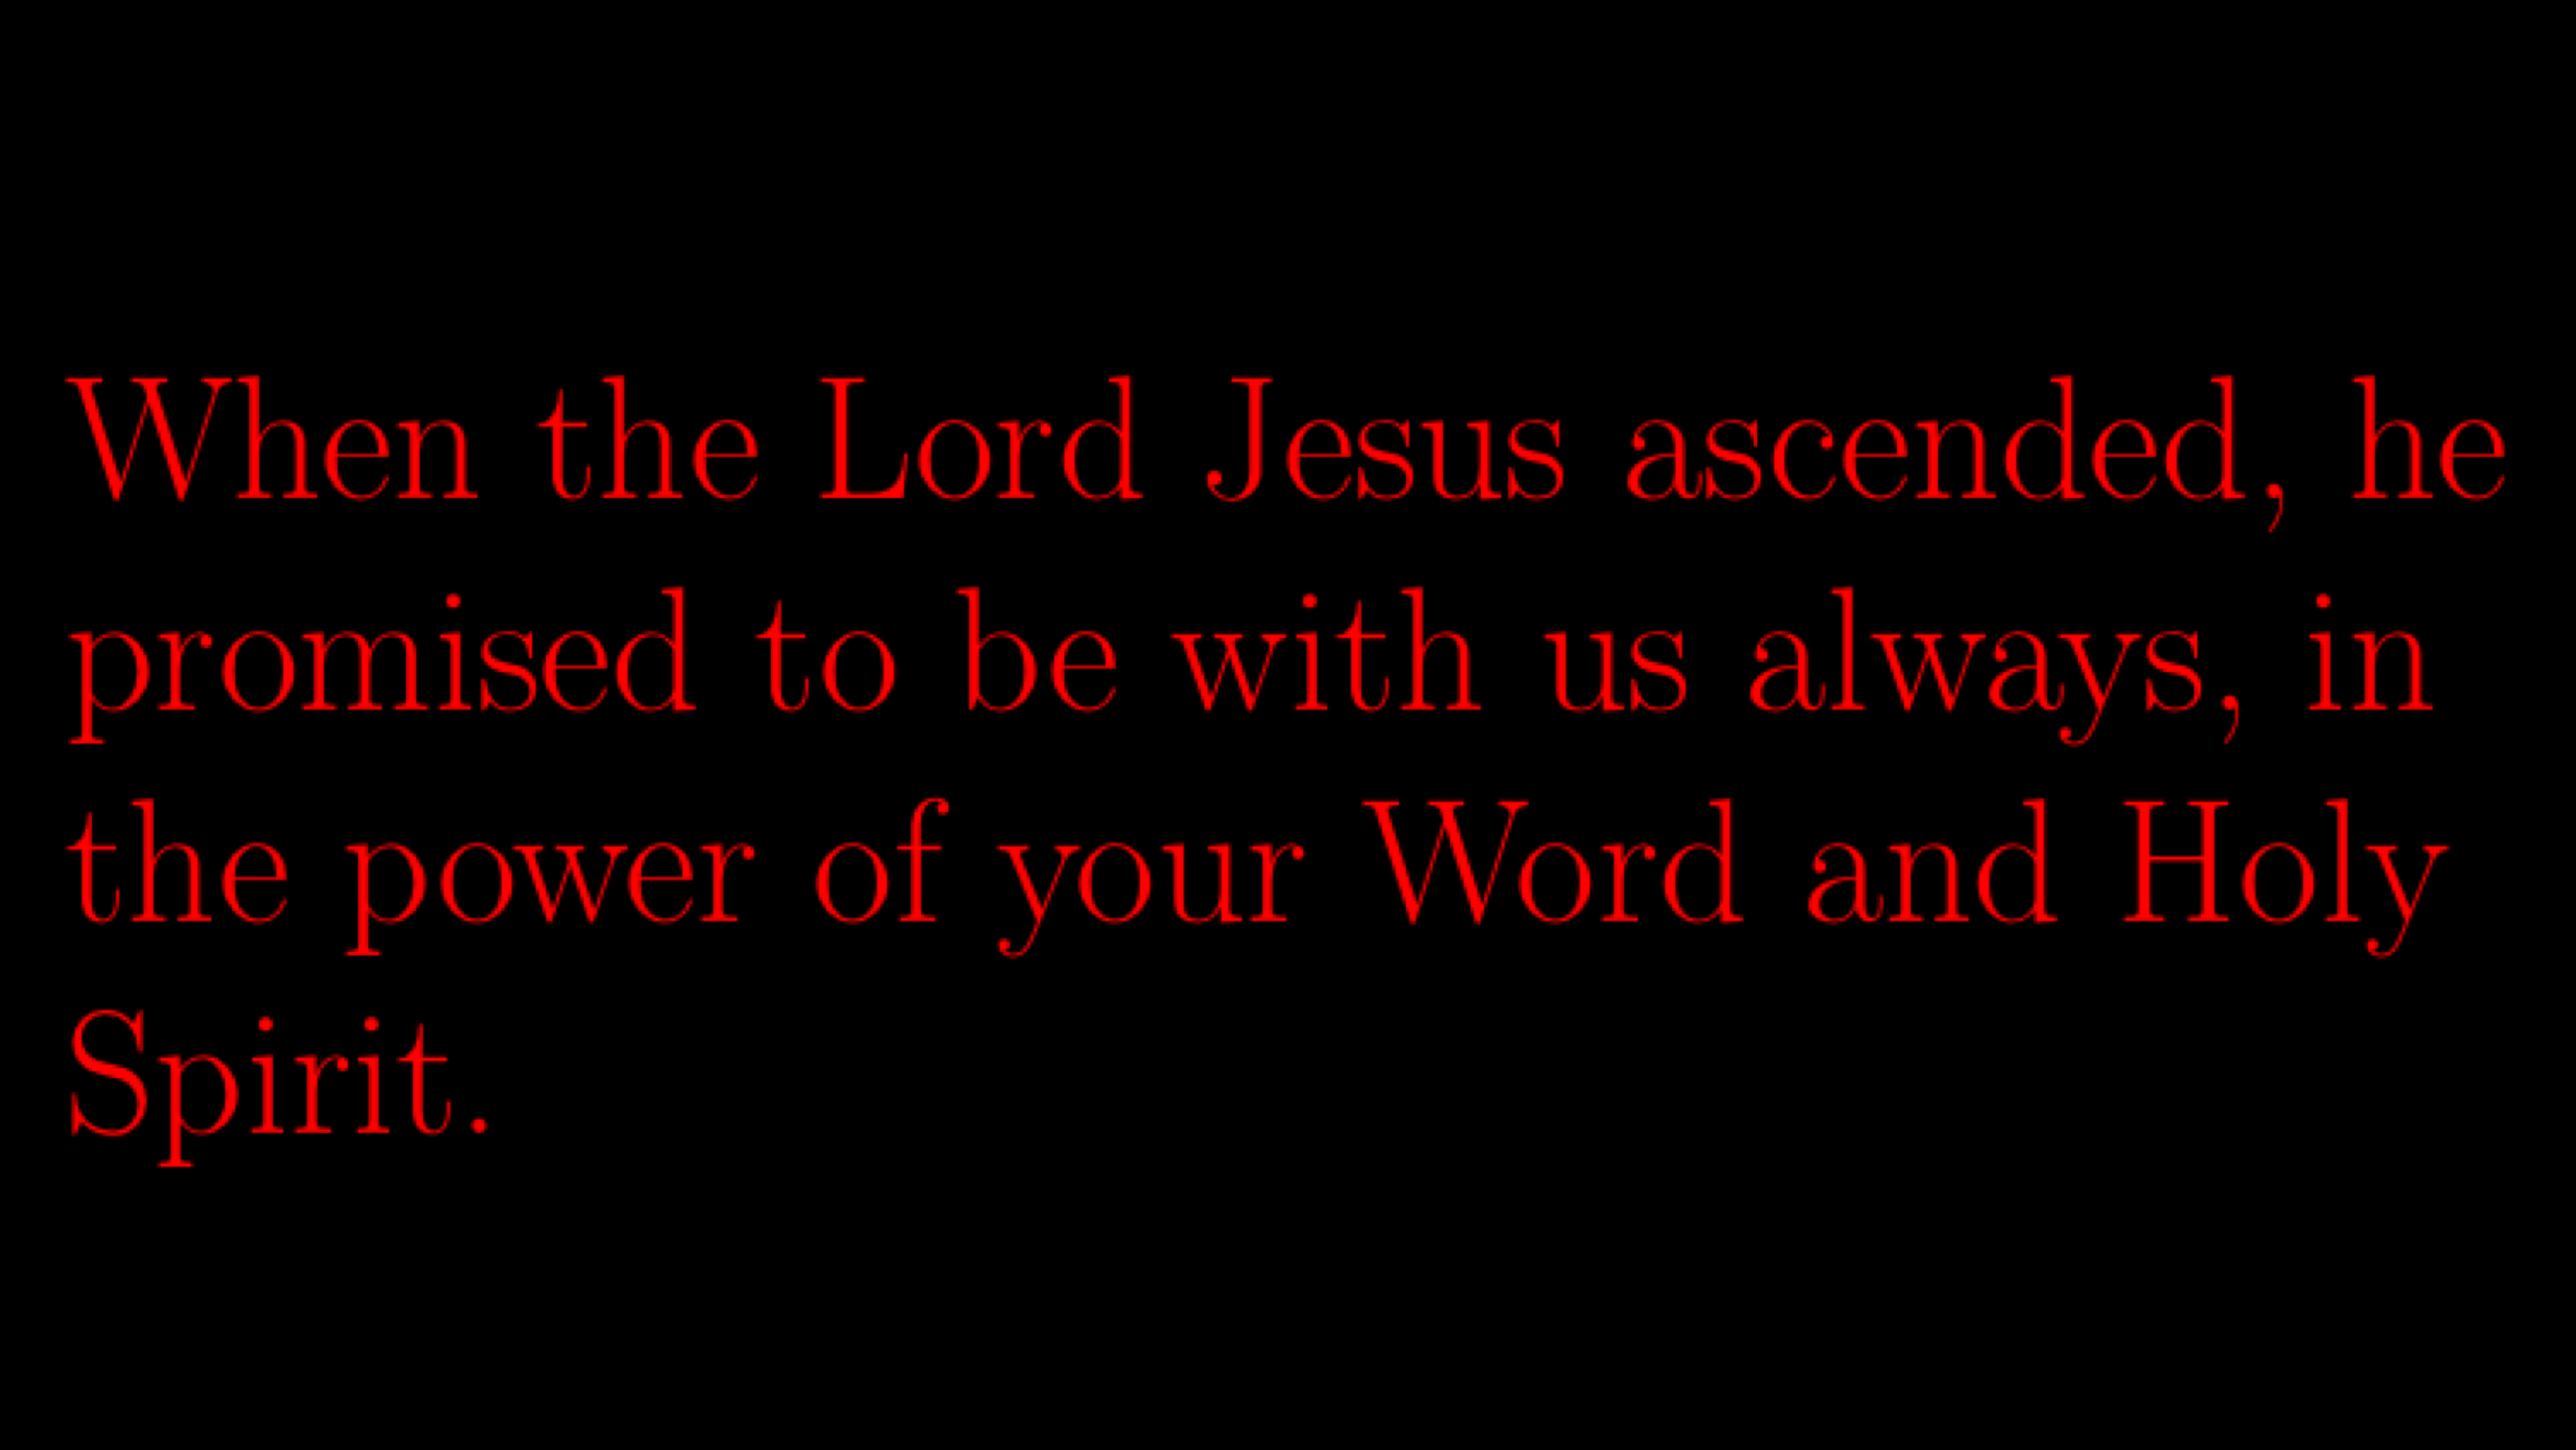 When the Lord Jesus ascended, he
promised to be with us always, in
the power of your Word and Holy
Spirit.